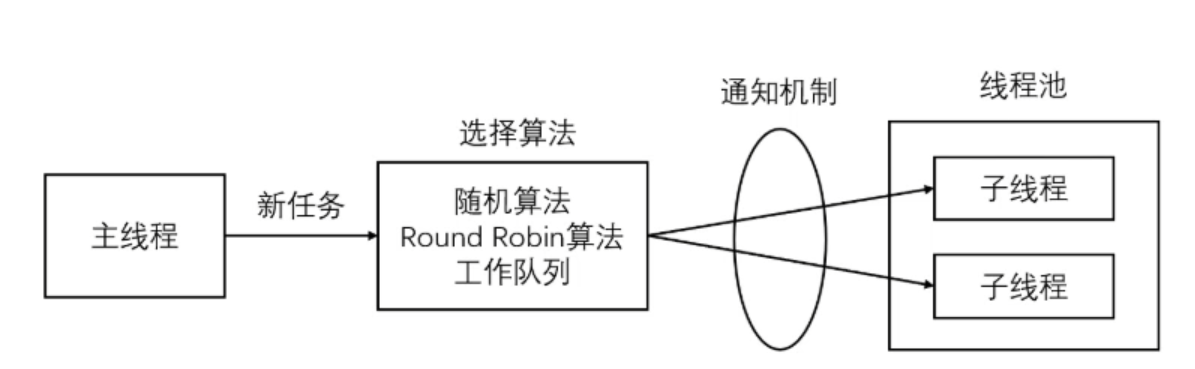 主线程
新任务
选择算法
随机算法
Round Robin算法
工作队列
通知机制
线程池
子线程
子线程